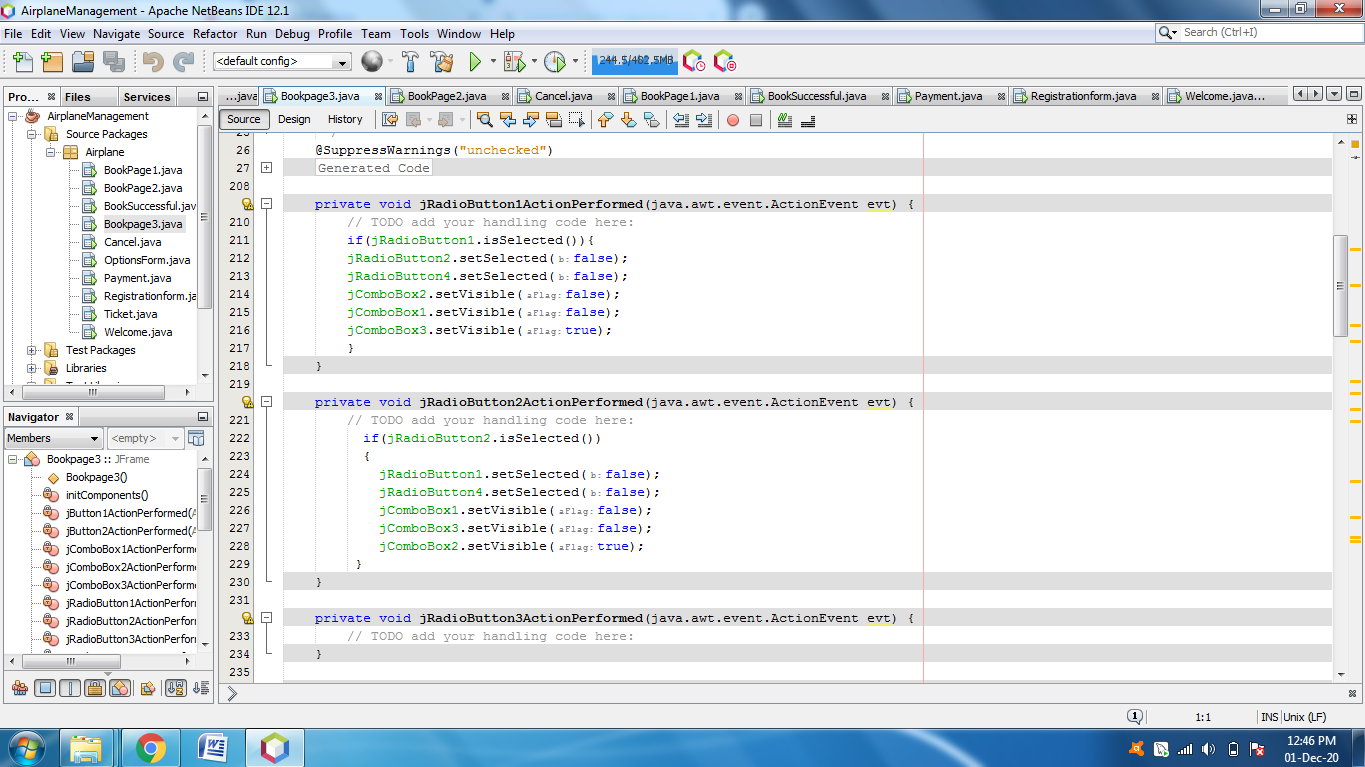 AirplaneManagement - Apache NetBeans IDE 12.1
File Edit View Navigate Source Refactor Run Debug Profile Team Tools Window Help
Search (Ctrl+I)
<default config>
244.5/402.5MB
Pro... Files Services
...java Bookpage3.java BookPage2.java Cancel.java BookPage1.java BookSuccessful.java Payment.java Registrationform.java Welcome.java...
Source Design History
AirplaneManagement
Source Packages
Airplane
BookPage1.java
BookPage2.java
BookSuccessful.jav
Bookpage3.java
Cancel.java
OptionsForm.java
Payment.java
Registrationform.ja
Ticket.java
Welcome.java
Test Packages
Libraries
Navigator
Members <empty>
Bookpage3 :: JFrame
Bookpage3()
initComponents()
jButton1ActionPerformed(A
jButton2ActionPerformed(A
jComboBox1ActionPerforme
jComboBox2ActionPerforme
jComboBox3ActionPerforme
jRadioButton1ActionPerforn
jRadioButton2ActionPerforn
jRadioButton3ActionPerforn
26 @SuppressWarnings("unchecked")
27 Generated Code
208
private void jRadioButton1ActionPerformed(java.awt.event.ActionEvent evt) {
210 // TODO add your handling code here:
211 if(jRadioButton1.isSelected()){
212 jRadioButton2.setSelected( b: false);
213 jRadioButton4.setSelected( b: false);
214 jComboBox2.setVisible( aFlag: false);
215 jComboBox1.setVisible( aFlag: false);
216 jComboBox3.setVisible( aFlag: true);
217 }
218 }
219
private void jRadioButton2ActionPerformed(java.awt.event.ActionEvent evt) {
221 // TODO add your handling code here:
222 if(jRadioButton2.isSelected())
223 {
224 jRadioButton1.setSelected( b: false);
225 jRadioButton4.setSelected( b: false);
226 jComboBox1.setVisible( aFlag: false);
227 jComboBox3.setVisible( aFlag: false);
228 jComboBox2.setVisible( aFlag: true);
229 }
230 }
231
private void jRadioButton3ActionPerformed(java.awt.event.ActionEvent evt) {
233 // TODO add your handling code here:
234 }
235
1 1:1 INS Unix (LF)
12:46 PM
01-Dec-20